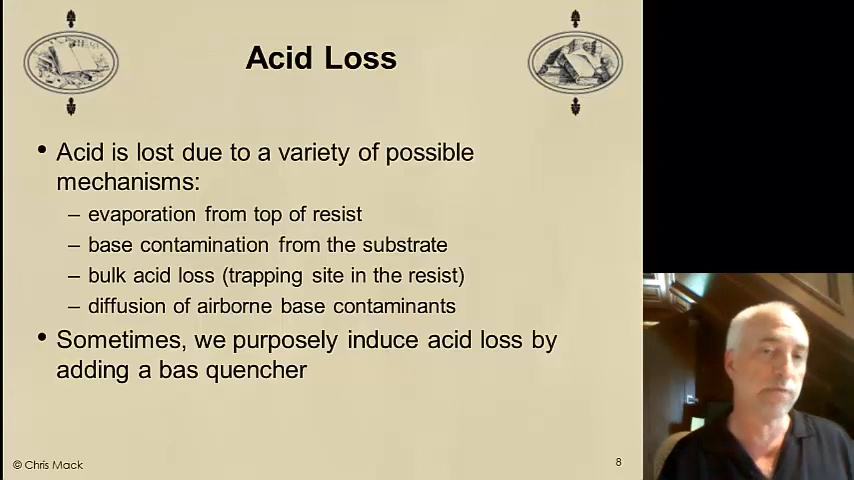 Acid Loss
• Acid is lost due to a variety of possible
mechanisms:
– evaporation from top of resist
– base contamination from the substrate
– bulk acid loss (trapping site in the resist)
– diffusion of airborne base contaminants
• Sometimes, we purposely induce acid loss by
adding a bas quencher
© Chris Mack
8